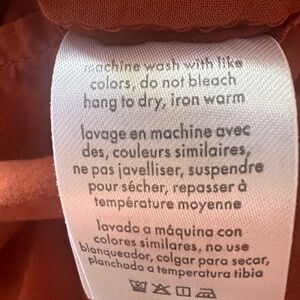 machine wash with like
colors, do not bleach
hang to dry, iron warm
lavage en machine avec
des, couleurs similaires,
ne pas javelliser, suspendre
pour sécher, repasser à
température moyenne
lavado a máquina con
colores similares, no use
blanqueador, colgar para secar,
planchado a temperatura tibia